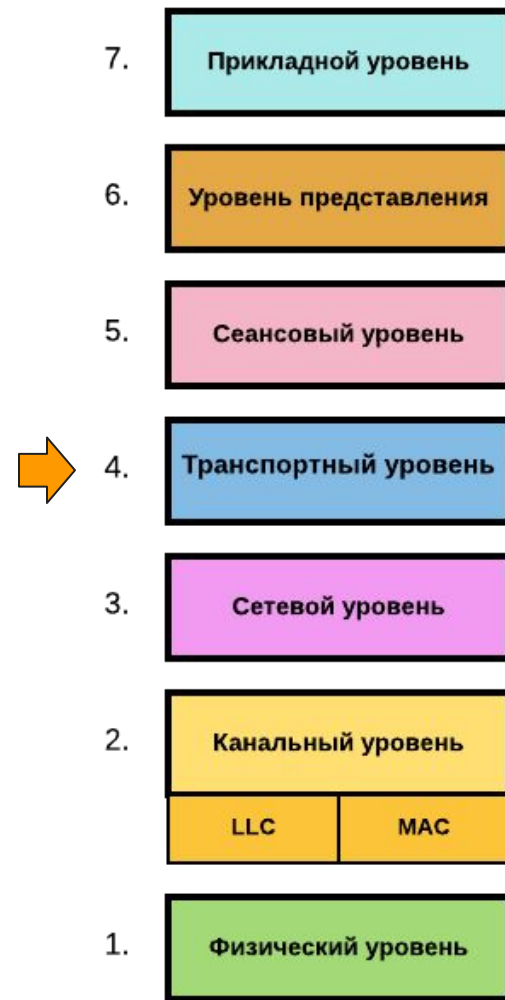 7. Прикладной уровень
6. Уровень представления
5. Сеансовый уровень
4. Транспортный уровень
3. Сетевой уровень
2. Канальный уровень
LLC MAC
1. Физический уровень